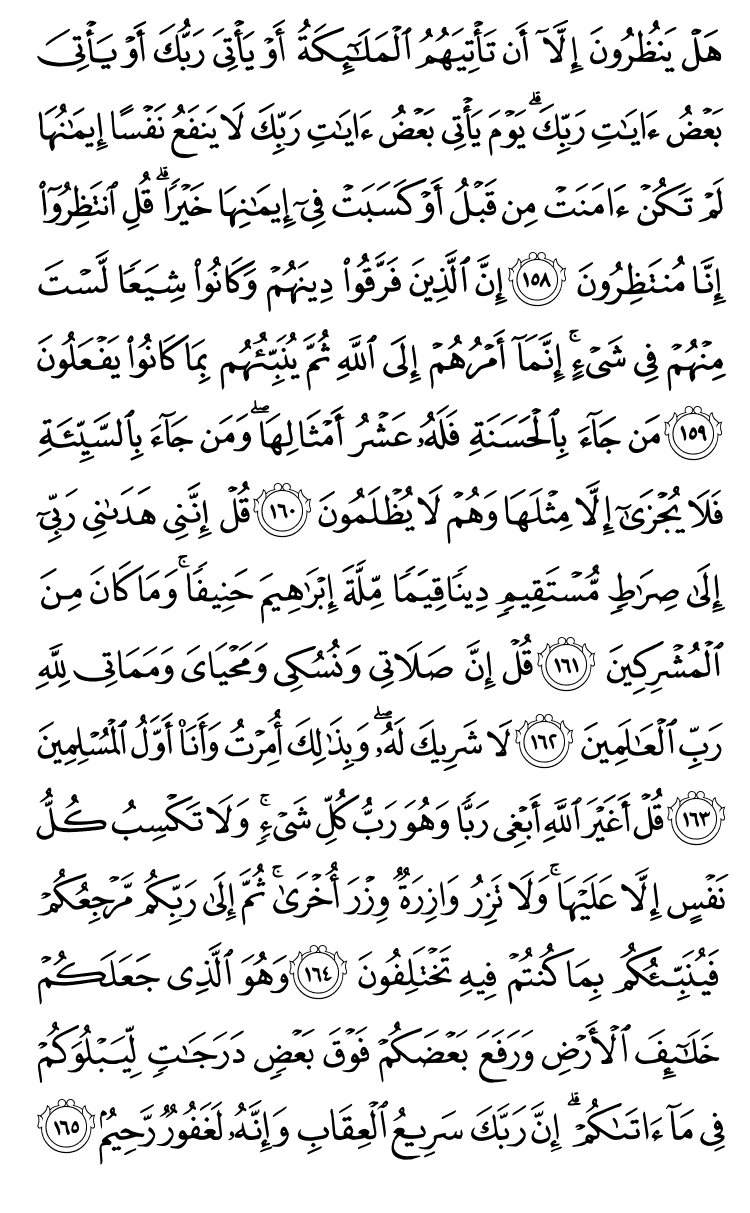 هَلۡ يَنظُرُونَ إِلَّآ أَن تَأۡتِيَهُمُ ٱلۡمَلَٰٓئِكَةُ أَوۡ يَأۡتِيَ رَبُّكَ أَوۡ يَأۡتِيَ
بَعۡضُ ءَايَٰتِ رَبِّكَۗ يَوۡمَ يَأۡتِي بَعۡضُ ءَايَٰتِ رَبِّكَ لَا يَنفَعُ نَفۡسًا إِيمَٰنُهَا
لَمۡ تَكُنۡ ءَامَنَتۡ مِن قَبۡلُ أَوۡ كَسَبَتۡ فِيٓ إِيمَٰنِهَا خَيۡرٗاۗ قُلِ ٱنتَظِرُوٓاْ
إِنَّا مُنتَظِرُونَ ١٥٨ إِنَّ ٱلَّذِينَ فَرَّقُواْ دِينَهُمۡ وَكَانُواْ شِيَعٗا لَّسۡتَ
مِنۡهُمۡ فِي شَيۡءٍۚ إِنَّمَآ أَمۡرُهُمۡ إِلَى ٱللَّهِ ثُمَّ يُنَبِّئُهُم بِمَا كَانُواْ يَفۡعَلُونَ
١٥٩ مَن جَآءَ بِٱلۡحَسَنَةِ فَلَهُۥ عَشۡرُ أَمۡثَالِهَاۖ وَمَن جَآءَ بِٱلسَّيِّئَةِ
فَلَا يُجۡزَىٰٓ إِلَّا مِثۡلَهَا وَهُمۡ لَا يُظۡلَمُونَ ١٦٠ قُلۡ إِنَّنِي هَدَىٰنِي رَبِّيٓ
إِلَىٰ صِرَٰطٖ مُّسۡتَقِيمٖ دِينٗا قِيَمٗا مِّلَّةَ إِبۡرَٰهِيمَ حَنِيفٗاۚ وَمَا كَانَ مِنَ
ٱلۡمُشۡرِكِينَ ١٦١ قُلۡ إِنَّ صَلَاتِي وَنُسُكِي وَمَحۡيَايَ وَمَمَاتِي لِلَّهِ
رَبِّ ٱلۡعَٰلَمِينَ ١٦٢ لَا شَرِيكَ لَهُۥۖ وَبِذَٰلِكَ أُمِرۡتُ وَأَنَا۠ أَوَّلُ ٱلۡمُسۡلِمِينَ
١٦٣ قُلۡ أَغَيۡرَ ٱللَّهِ أَبۡغِي رَبّٗا وَهُوَ رَبُّ كُلِّ شَيۡءٖۚ وَلَا تَكۡسِبُ كُلُّ
نَفۡسٍ إِلَّا عَلَيۡهَاۚ وَلَا تَزِرُ وَازِرَةٞ وِزۡرَ أُخۡرَىٰۚ ثُمَّ إِلَىٰ رَبِّكُم مَّرۡجِعُكُمۡ
فَيُنَبِّئُكُم بِمَا كُنتُمۡ فِيهِ تَخۡتَلِفُونَ ١٦٤ وَهُوَ ٱلَّذِي جَعَلَكُمۡ
خَلَٰٓئِفَ ٱلۡأَرۡضِ وَرَفَعَ بَعۡضَكُمۡ فَوۡقَ بَعۡضٖ دَرَجَٰتٖ لِّيَبۡلُوَكُمۡ
فِي مَآ ءَاتَىٰكُمۡۗ إِنَّ رَبَّكَ سَرِيعُ ٱلۡعِقَابِ وَإِنَّهُۥ لَغَفُورٞ رَّحِيمُۢ ١٦٥